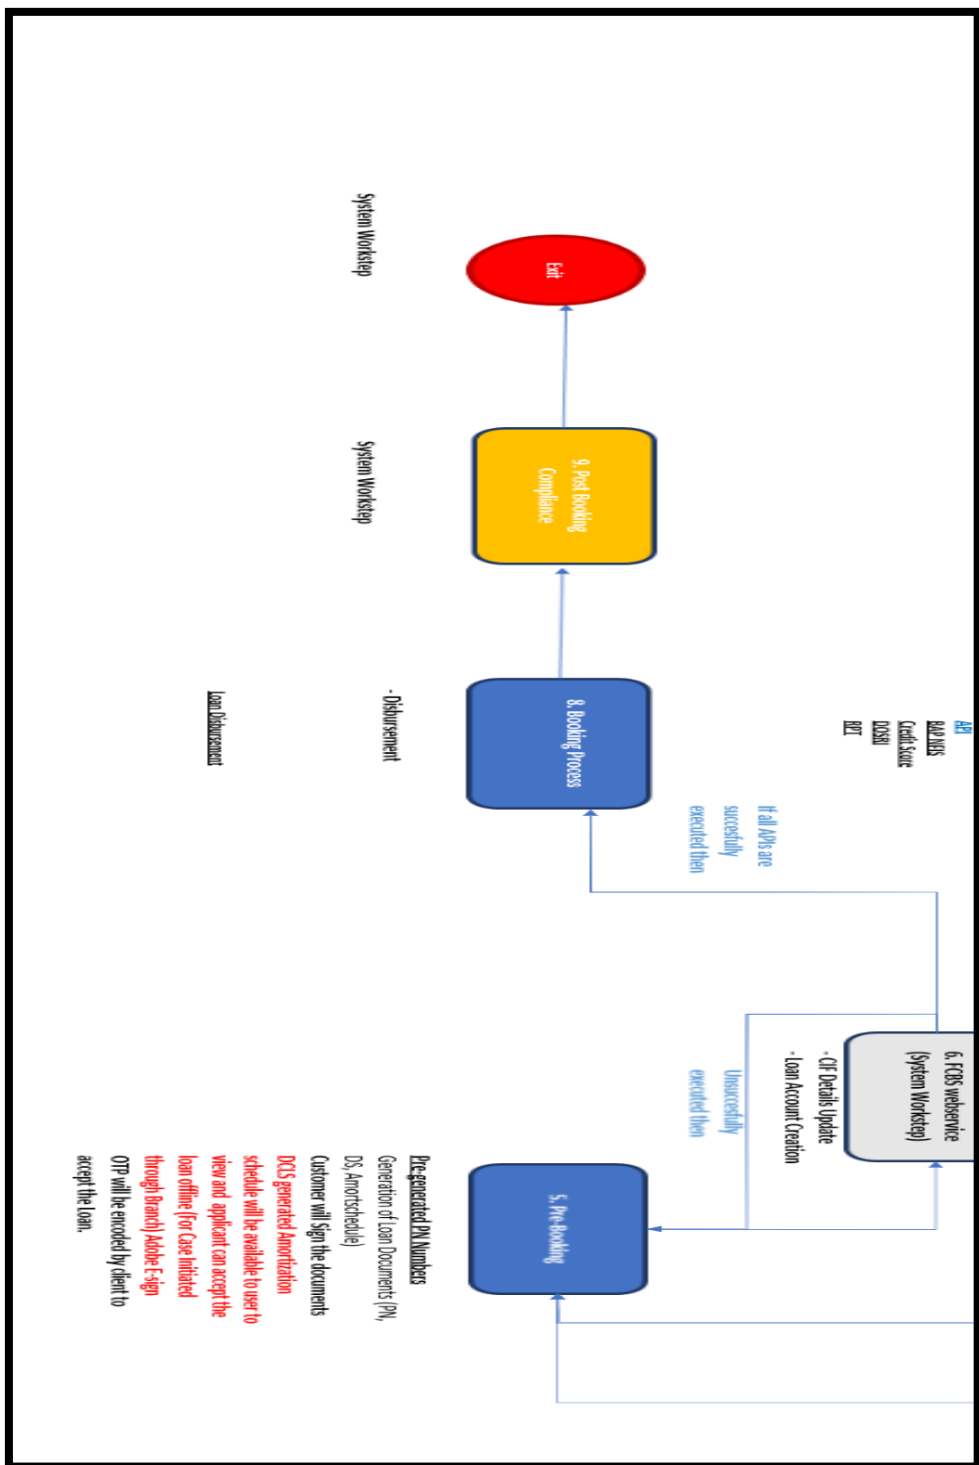 API
BAP NFIS
Credit Score
DOSRI
RPT
6. FCBS webservice
(System Workstep)
- CIF Details Update
- Loan Account Creation
If all APIs are
succesfully
executed then
Unsuccesfully
executed then
Exit
9. Post Booking
Compliance
8. Booking Process
5. Pre-Booking
System Workstep
System Workstep
- Disbursement
Loan Disbursement
Pre-generated PN Numbers
Generation of Loan Documents (PN,
DS, Amortschedule)
Customer will Sign the documents
DCLS generated Amortization
schedule will be available to user to
view and applicant can accept the
loan offline (For Case Initiated
through Branch) Adobe E-sign
OTP will be encoded by client to
accept the Loan.